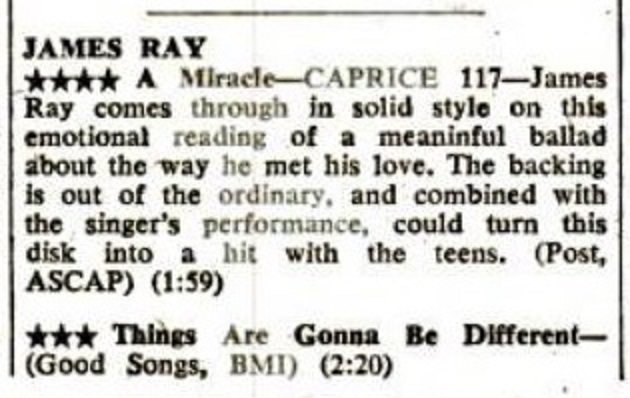 JAMES RAY
★★★★ A Miracle—CAPRICE 117—James
Ray comes through in solid style on this
emotional reading of a meaninful ballad
about the way he met his love. The backing
is out of the ordinary, and combined with
the singer's performance, could turn this
disk into a hit with the teens. (Post,
ASCAP) (1:59)
★★★ Things Are Gonna Be Different—
(Good Songs, BMI) (2:20)